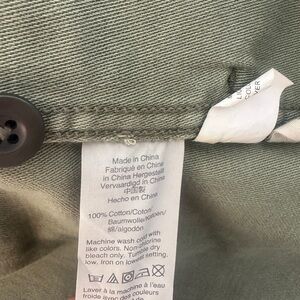 Made in China
Fabriqué en Chine
In China Hergestellt
Vervaardigd in China
中国製
Hecho en China
100% Cotton/Coton/
Baumwolle/Katoen/
綿/algodón
Machine wash cold with
like colors. Non-chlorine
bleach only. Tumble dry
low. Iron on lowest setting.
Laver à la machine à l'eau
froide avec des couleurs